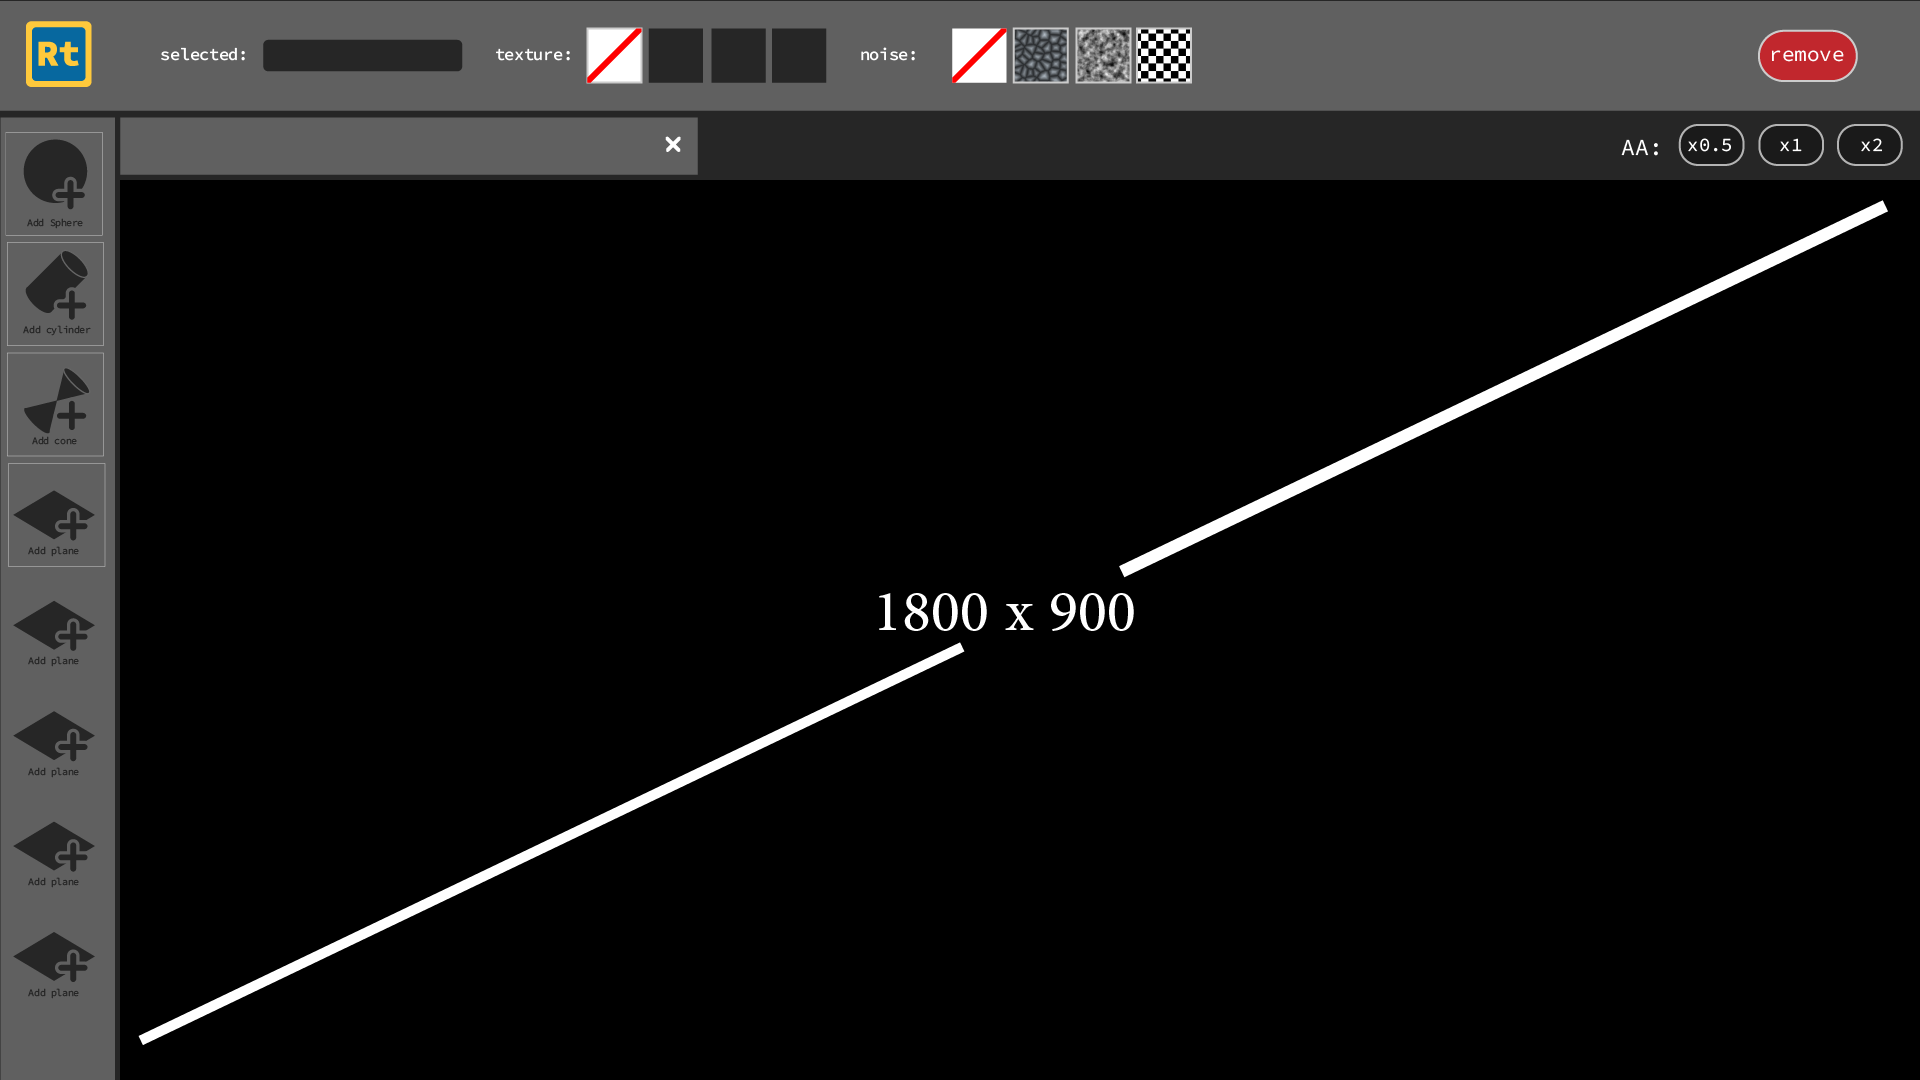 Rt
selected:
texture:
noise:
remove
AA:
x0.5
x1
x2
Add Sphere
Add cylinder
Add cone
Add plane
Add plane
Add plane
Add plane
Add plane
1800 x 900